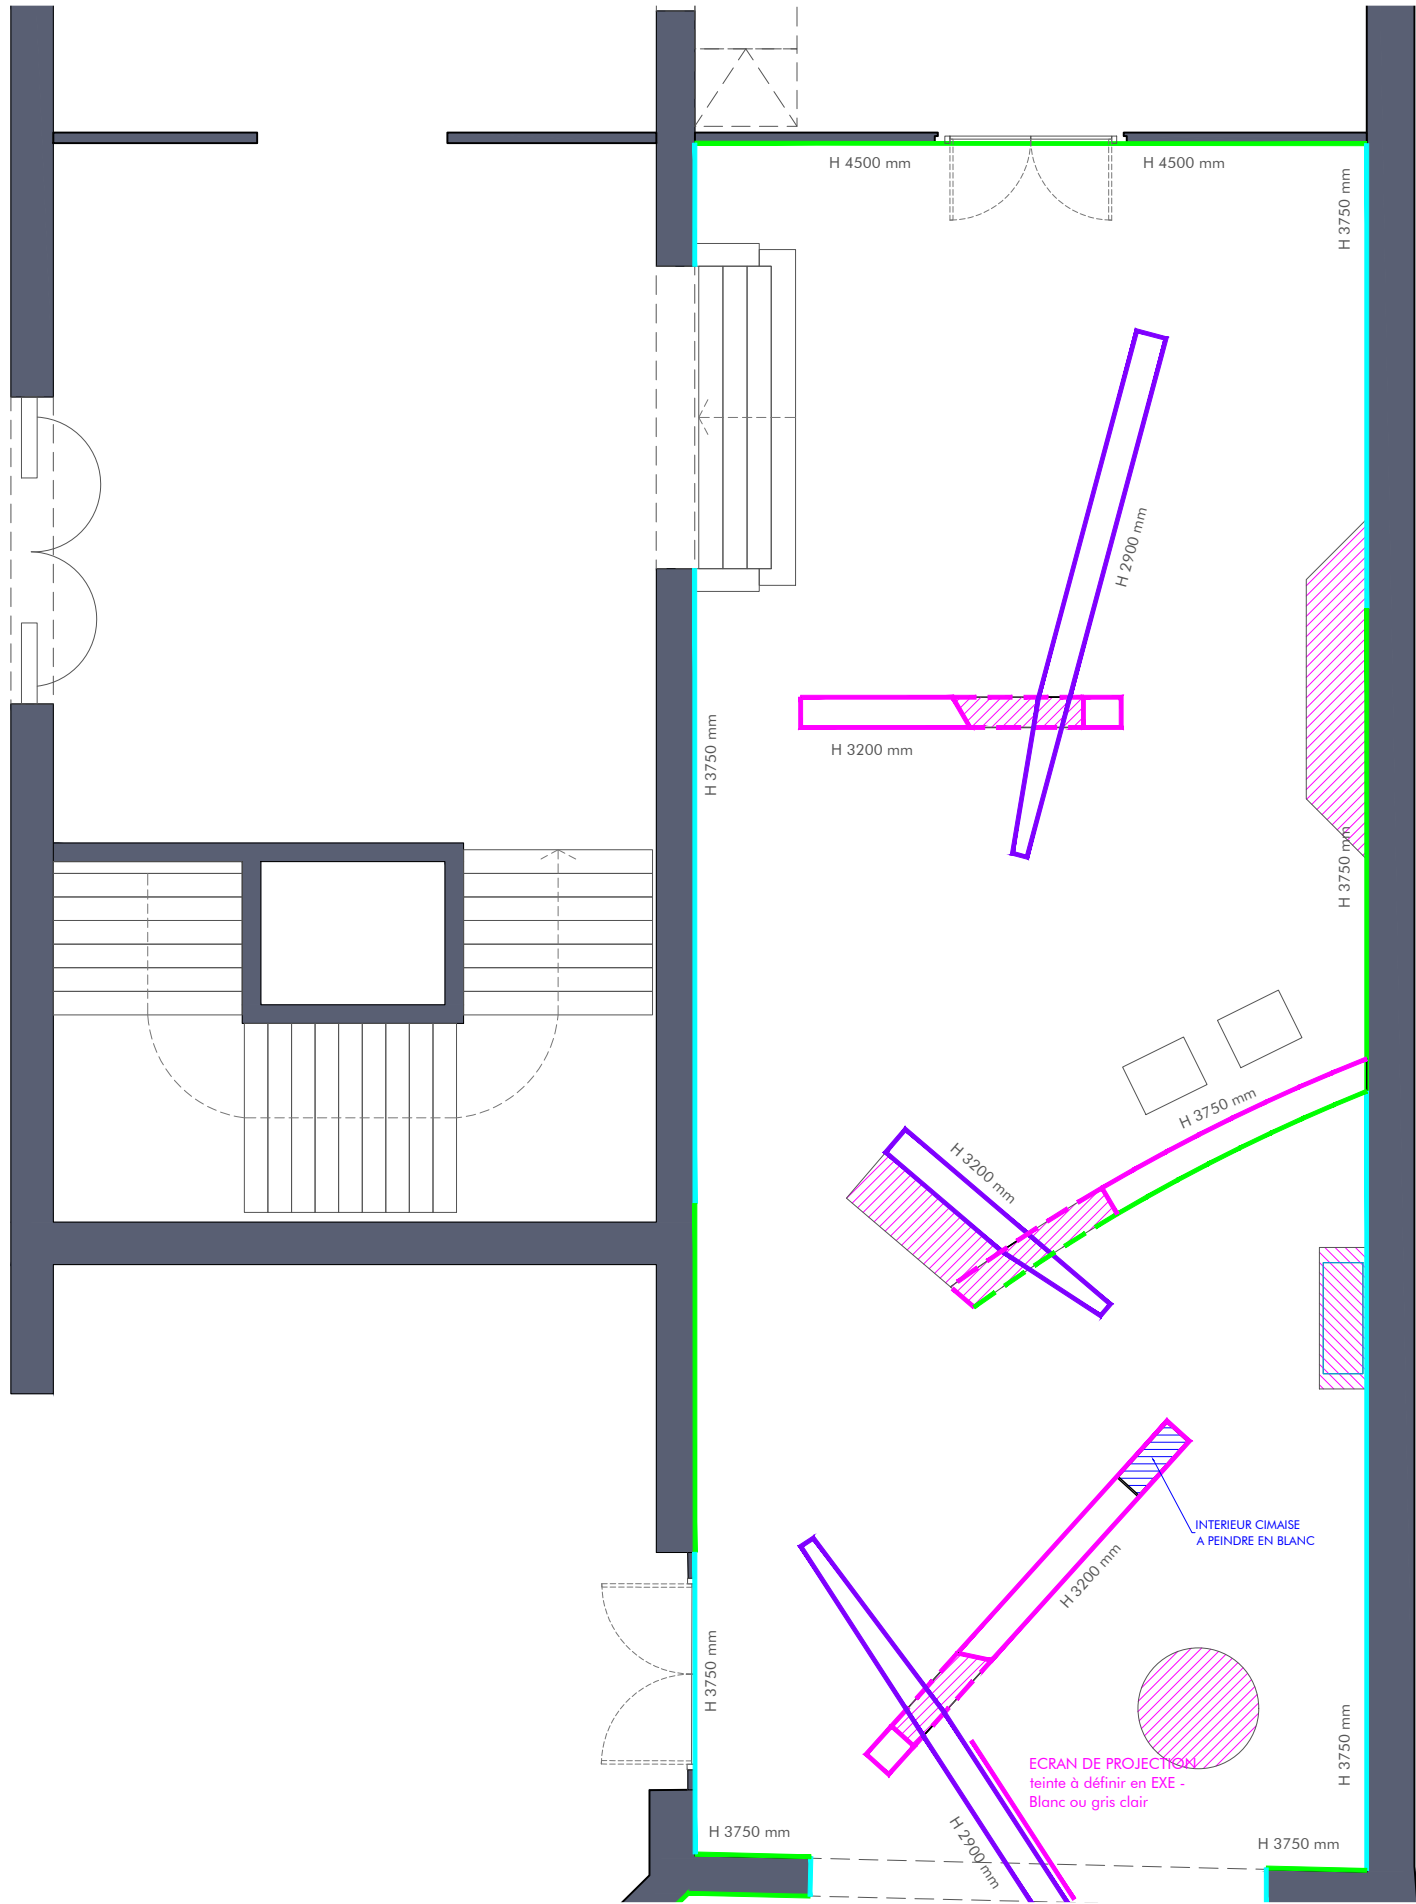 H 4500 mm
H 4500 mm
H 3750 mm
H 2900 mm
H 3200 mm
H 3750 mm
H 3750 mm
H 3750 mm
H 3200 mm
INTERIEUR CIMAISE
A PEINDRE EN BLANC
H 3200 mm
H 3750 mm
H 3750 mm
ECRAN DE PROJECTION
teinte à définir en EXE -
Blanc ou gris clair
H 3750 mm
H 2900 mm
H 3750 mm